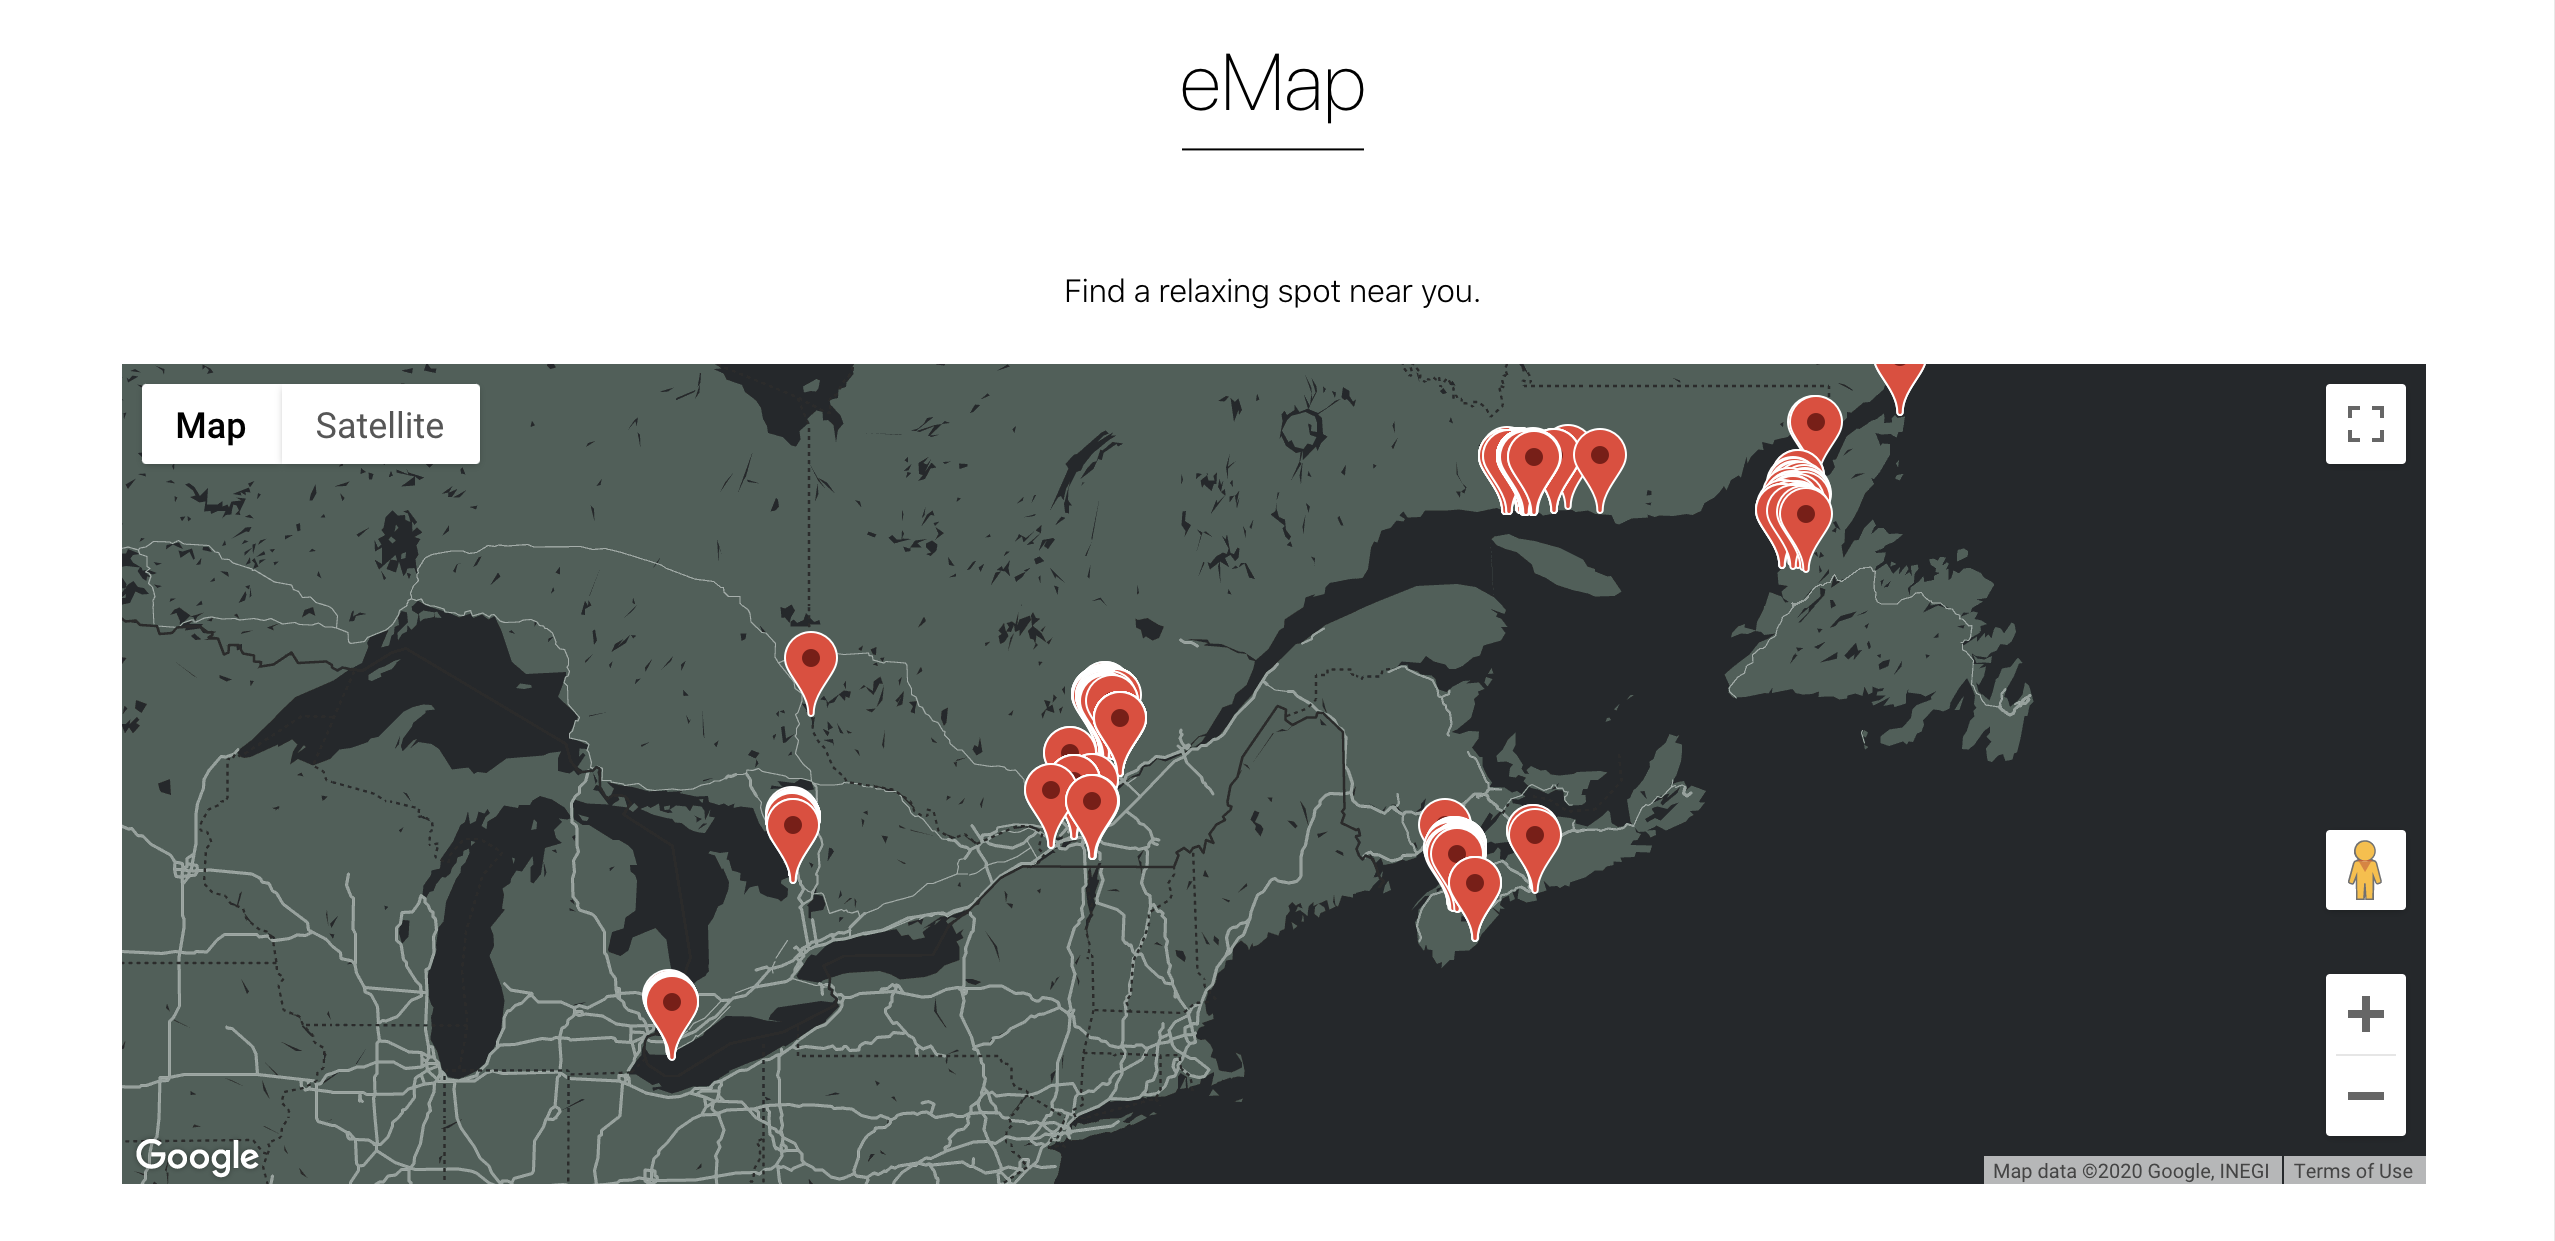 eMap
Find a relaxing spot near you.
Map Satellite
Google
Map data ©2020 Google, INEGI Terms of Use